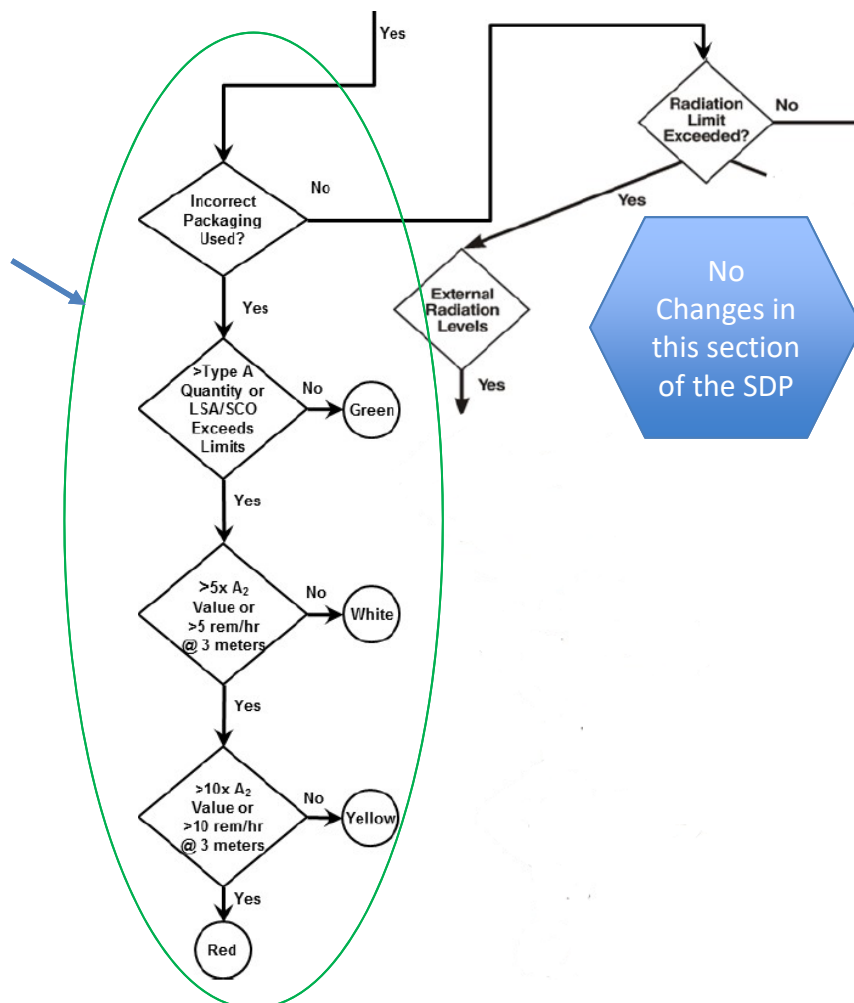 Yes
Incorrect
Packaging
Used?
No
Yes
>Type A
Quantity or
LSA/SCO
Exceeds
Limits
No
Green
Yes
>5x A₂
Value or
>5 rem/hr
@ 3 meters
No
White
Yes
>10x A₂
Value or
>10 rem/hr
@ 3 meters
No
Yellow
Yes
Red
Radiation
Limit
Exceeded?
No
Yes
External
Radiation
Levels
Yes
No
Changes in
this section
of the SDP